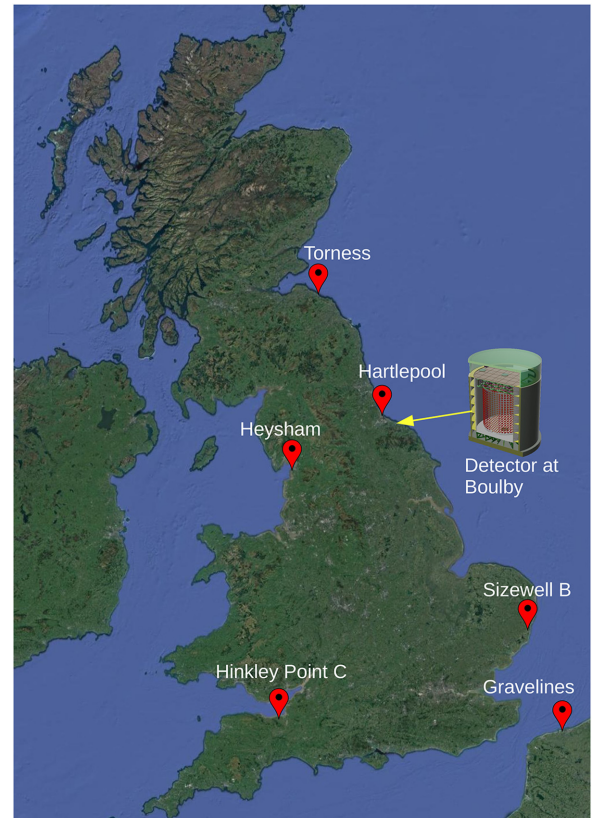 Torness
Hartlepool
Heysham
Detector at
Boulby
Sizewell B
Hinkley Point C
Gravelines